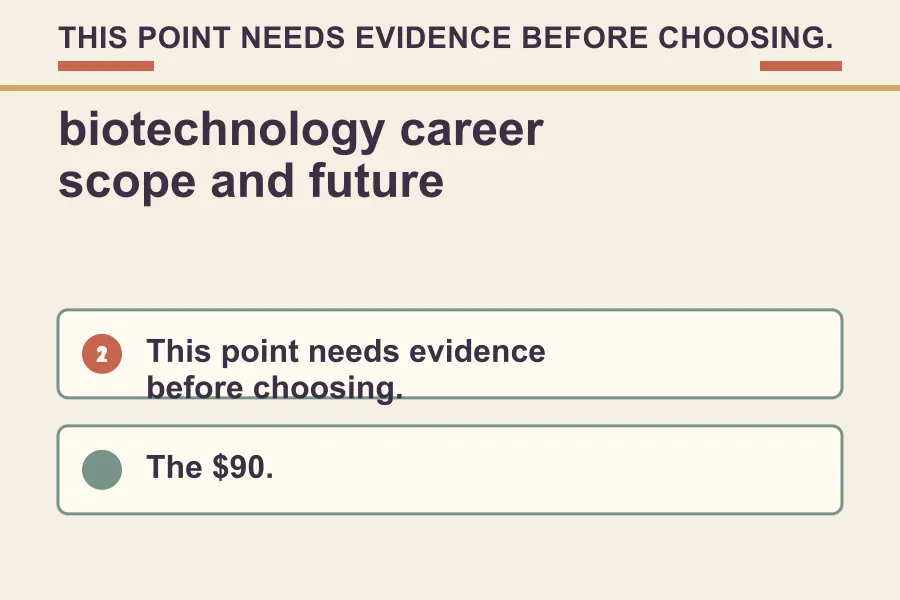 THIS POINT NEEDS EVIDENCE BEFORE CHOOSING.
biotechnology career
scope and future
2
This point needs evidence
before choosing.
The $90.